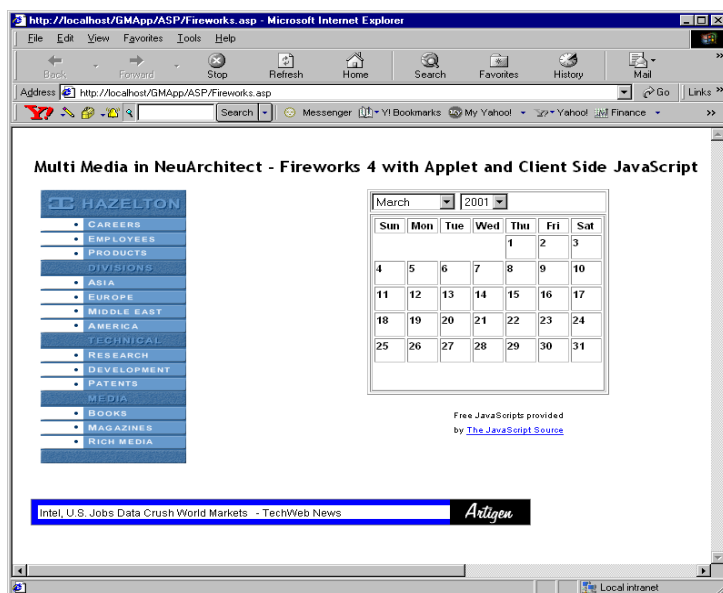 http://localhost/GMApp/ASP/Fireworks.asp - Microsoft Internet Explorer
File Edit View Favorites Tools Help
Back Forward Stop Refresh Home Search Favorites History Mail »
Address http://localhost/GMApp/ASP/Fireworks.asp Go Links »
Y! Search Messenger Y! Bookmarks My Yahoo! Yahoo! Finance »
Multi Media in NeuArchitect - Fireworks 4 with Applet and Client Side JavaScript
HAZELTON
• CAREERS
• EMPLOYEES
• PRODUCTS
DIVISIONS
• ASIA
• EUROPE
• MIDDLE EAST
• AMERICA
TECHNICAL
• RESEARCH
• DEVELOPMENT
• PATENTS
MEDIA
• BOOKS
• MAGAZINES
• RICH MEDIA
March 2001
Sun Mon Tue Wed Thu Fri Sat
1 2 3
4 5 6 7 8 9 10
11 12 13 14 15 16 17
18 19 20 21 22 23 24
25 26 27 28 29 30 31
Free JavaScripts provided
by The JavaScript Source
Intel, U.S. Jobs Data Crush World Markets - TechWeb News Artigen
Local intranet